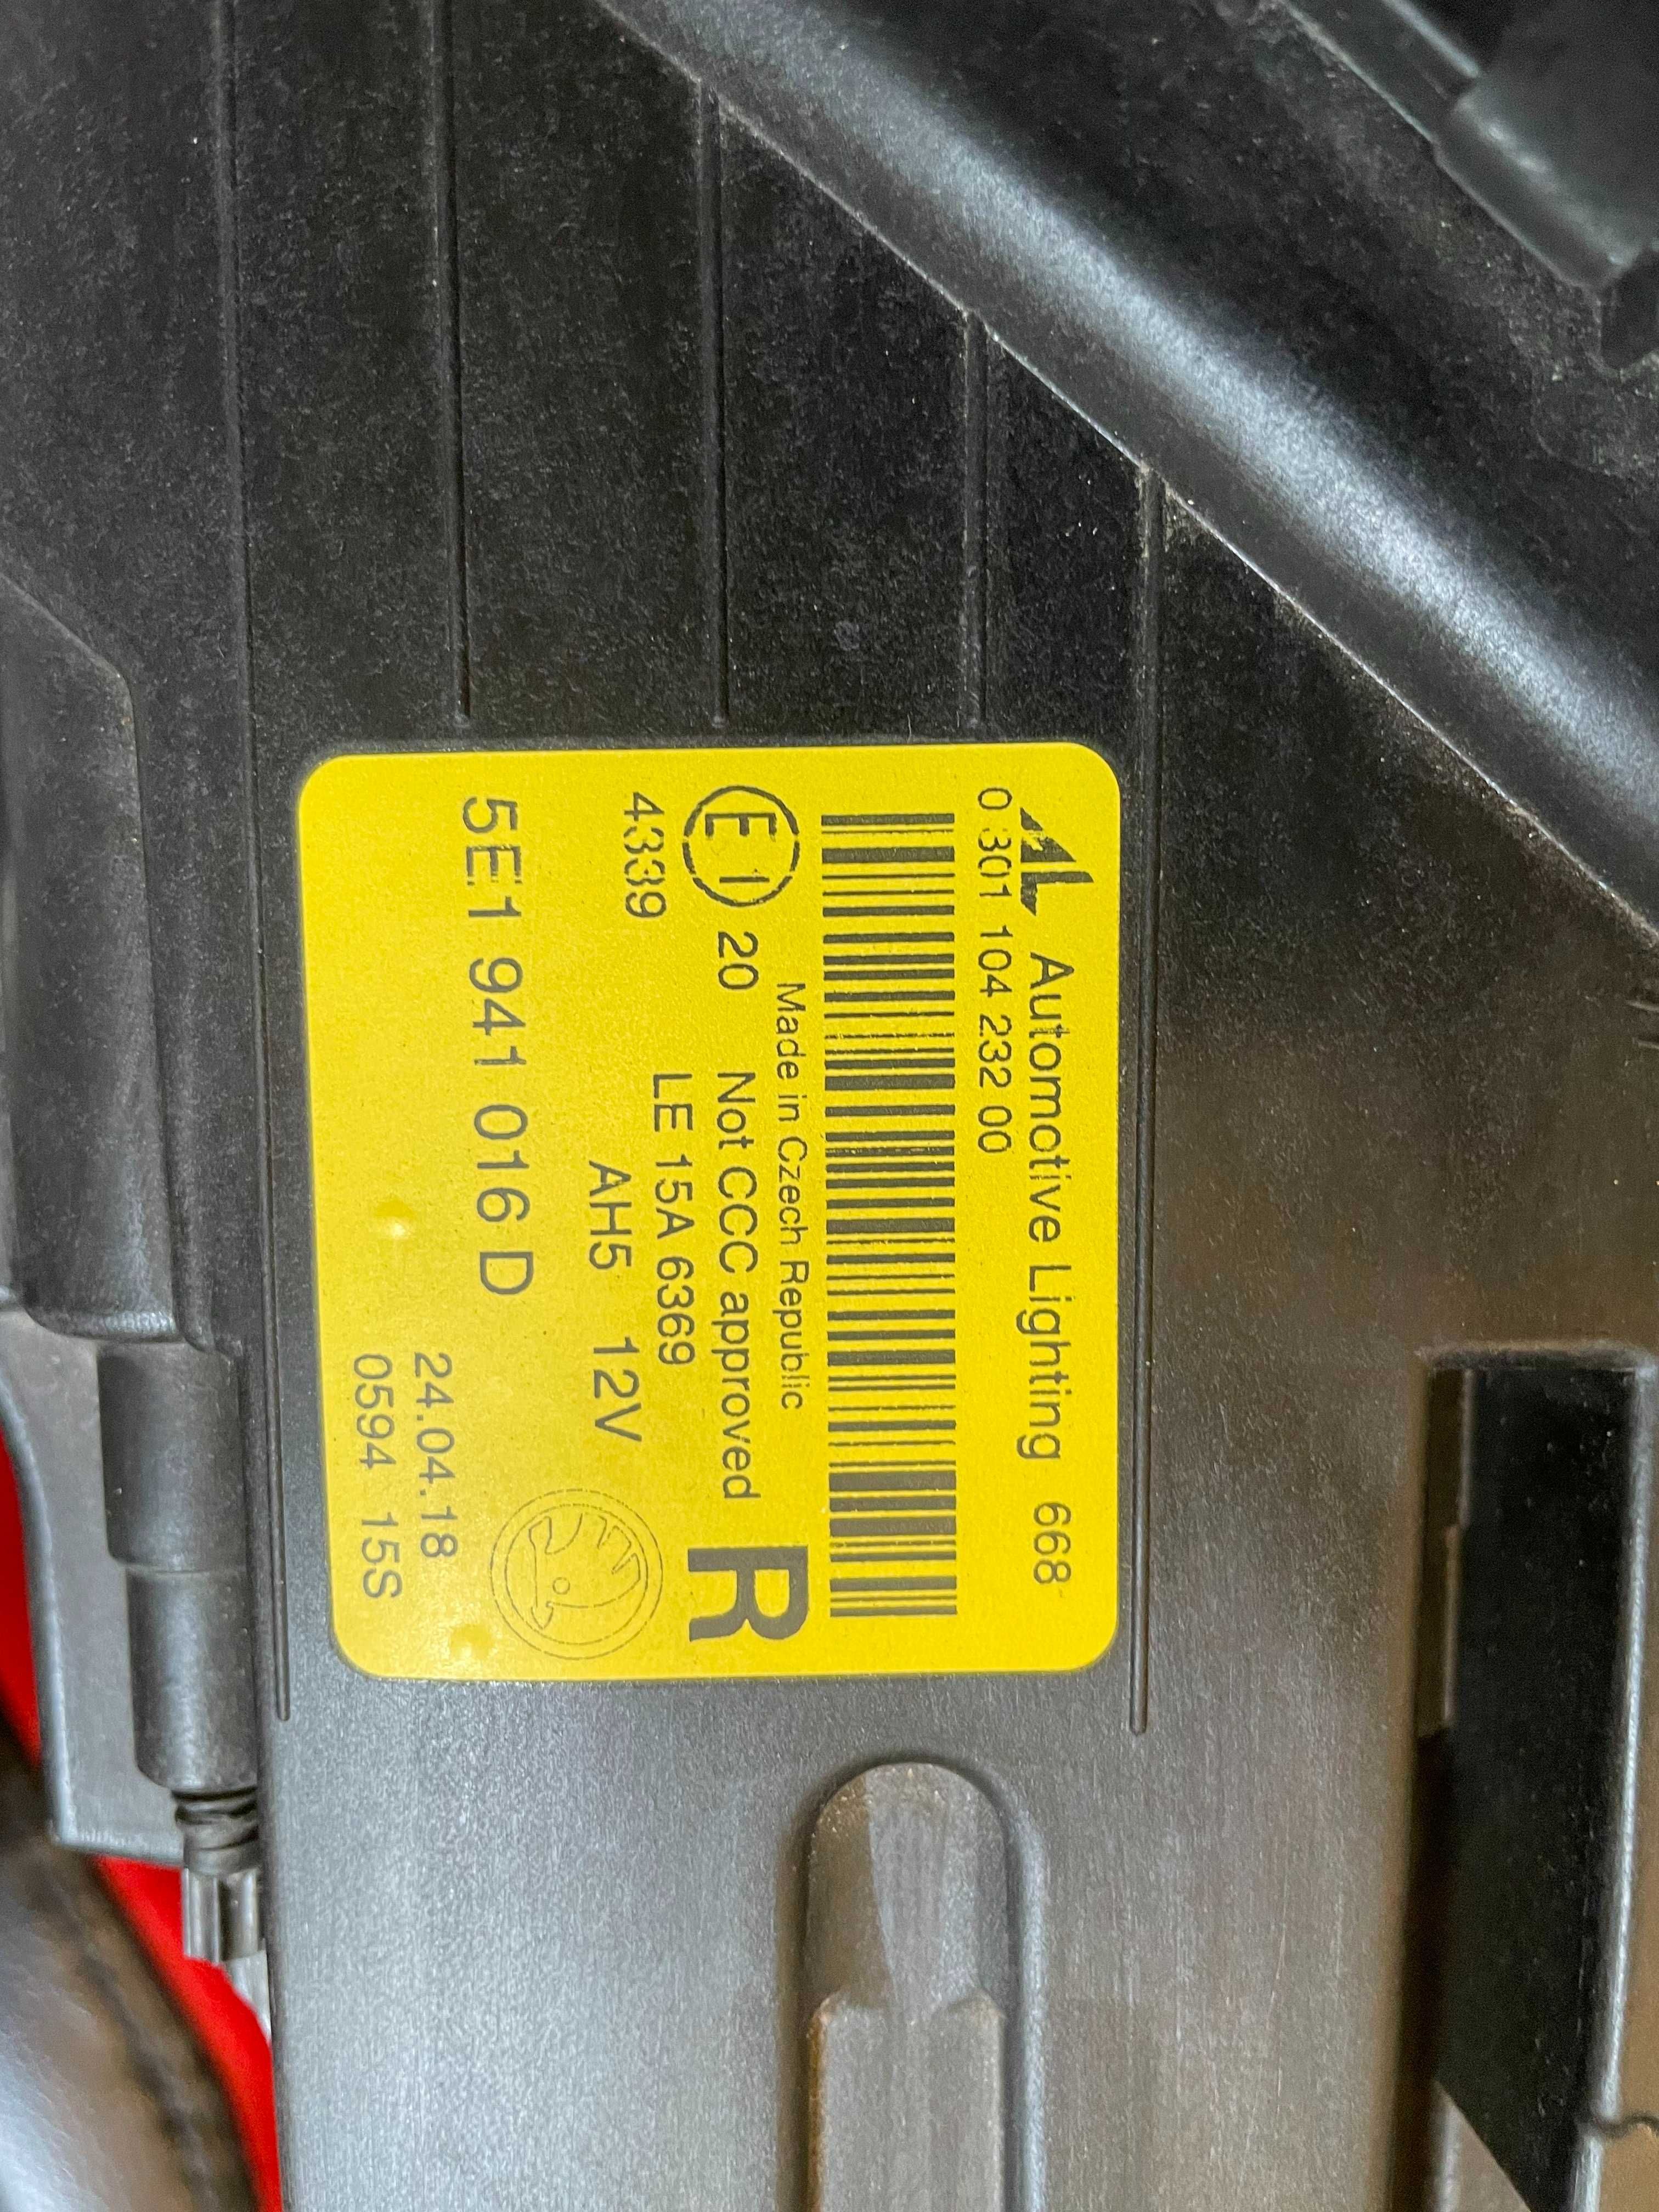 AL Automotive Lighting 668
0 301 104 232 00
Made in Czech Republic
E1 20 Not CCC approved R
4339 LE 15A 6369
AH5 12V
5E1 941 016 D
24.04.18
0594 15S